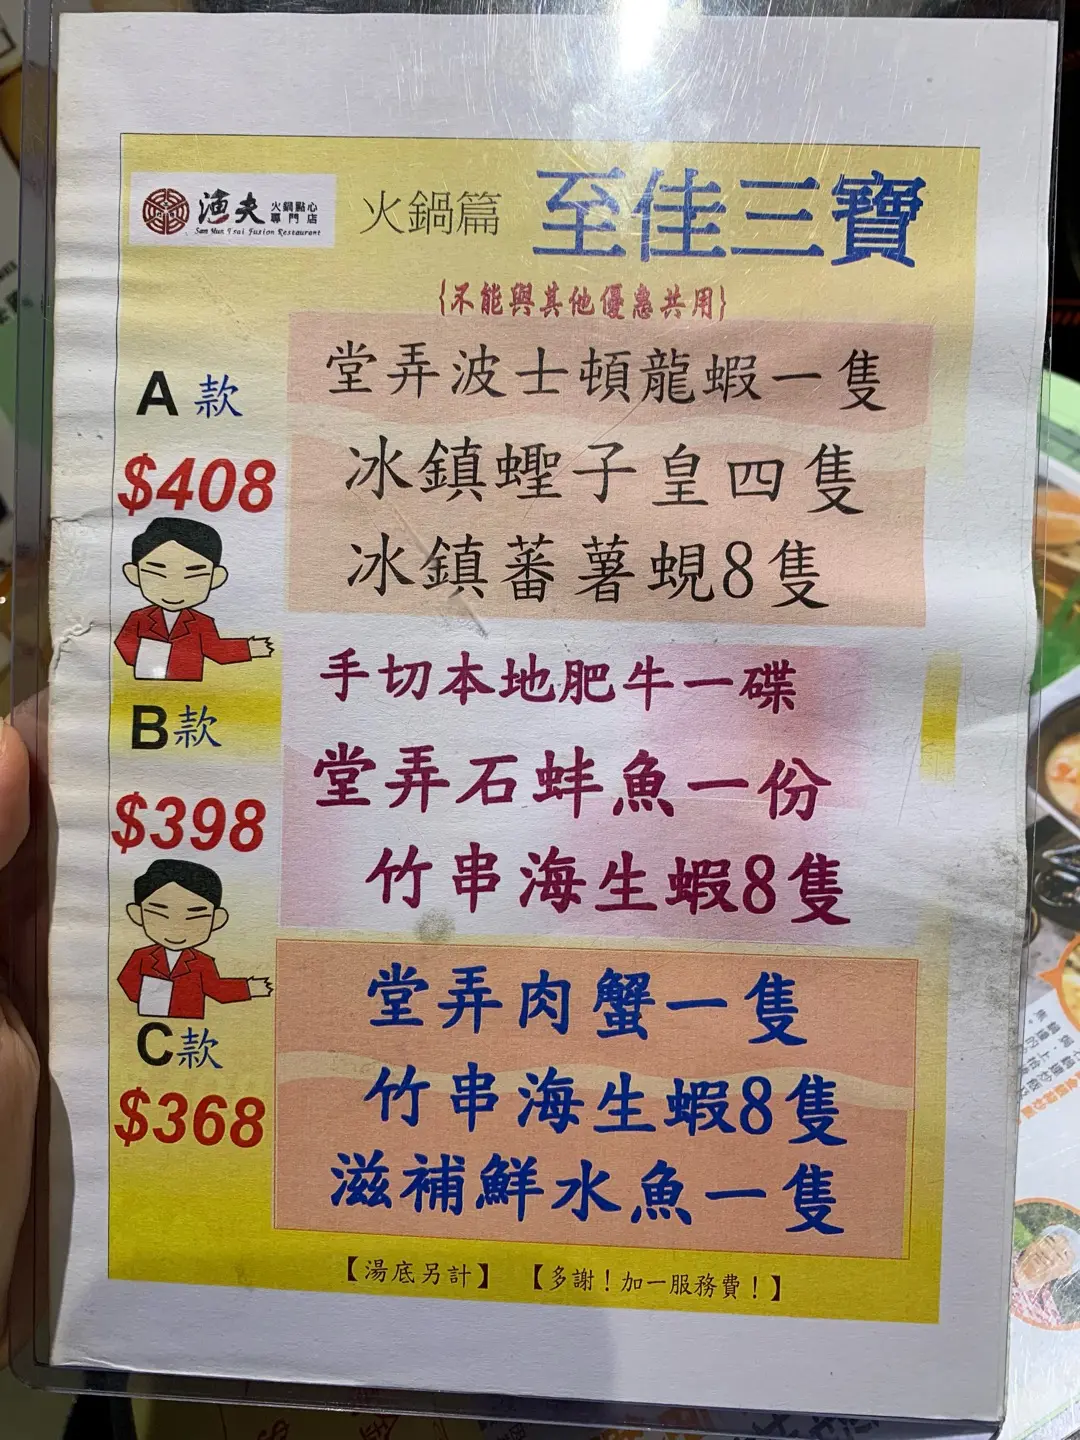 漁夫 火鍋點心
專門店
San Mun Tsai Fusion Restaurant
火鍋篇 至佳三寶
{不能與其他優惠共用}
A款
$408
堂弄波士頓龍蝦一隻
冰鎮蟶子皇四隻
冰鎮蕃薯蜆8隻
B款
$398
手切本地肥牛一碟
堂弄石蚌魚一份
竹串海生蝦8隻
C款
$368
堂弄肉蟹一隻
竹串海生蝦8隻
滋補鮮水魚一隻
【湯底另計】 【多謝!加一服務費!】